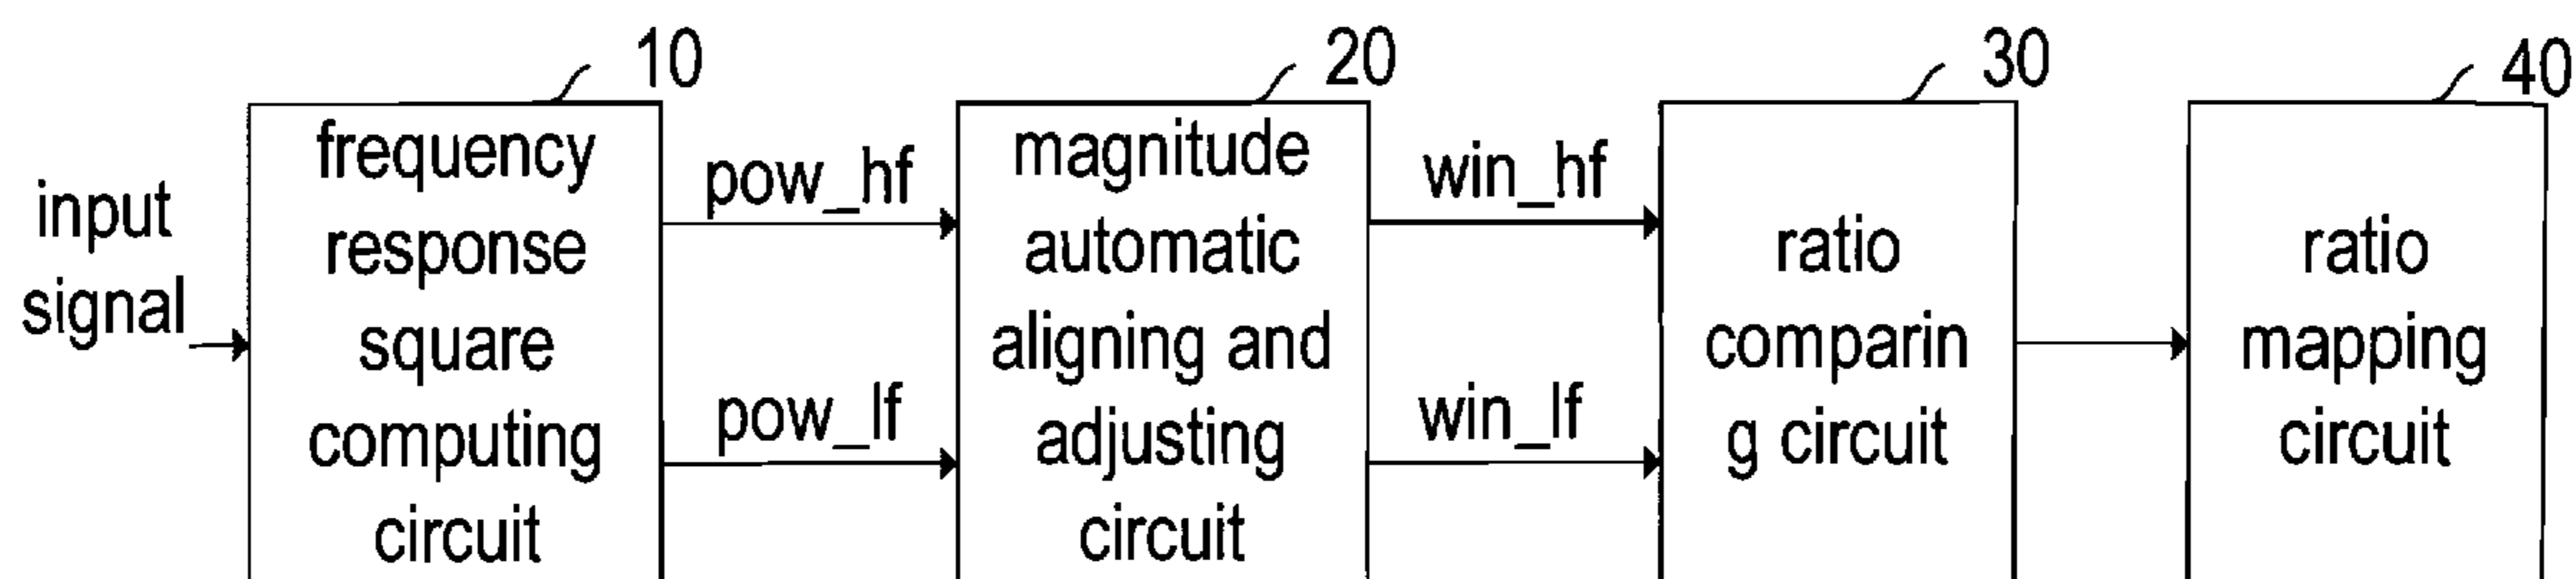 10
20
30
40
input
signal
frequency
response
square
computing
circuit
pow_hf
pow_lf
magnitude
automatic
aligning and
adjusting
circuit
win_hf
win_lf
ratio
comparin
g circuit
ratio
mapping
circuit